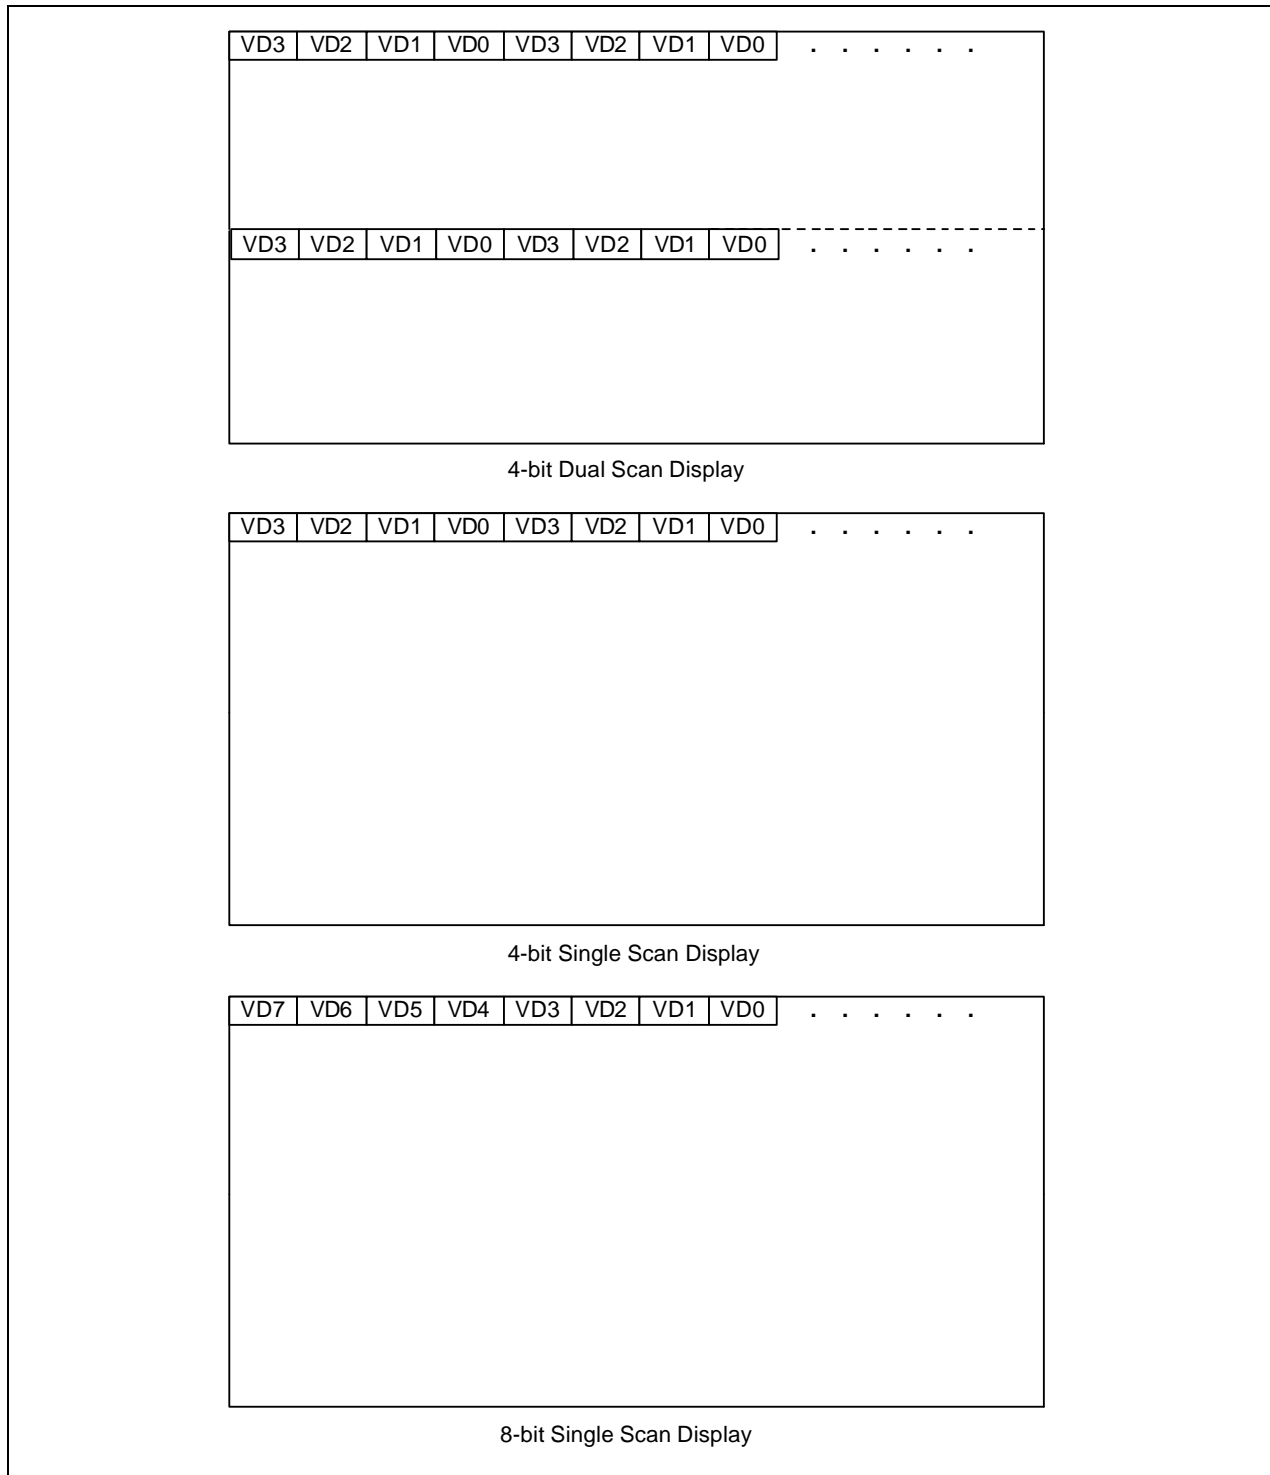 VD3 VD2 VD1 VD0 VD3 VD2 VD1 VD0 . . . . . .
VD3 VD2 VD1 VD0 VD3 VD2 VD1 VD0 . . . . . .
4-bit Dual Scan Display
VD3 VD2 VD1 VD0 VD3 VD2 VD1 VD0 . . . . . .
4-bit Single Scan Display
VD7 VD6 VD5 VD4 VD3 VD2 VD1 VD0 . . . . . .
8-bit Single Scan Display